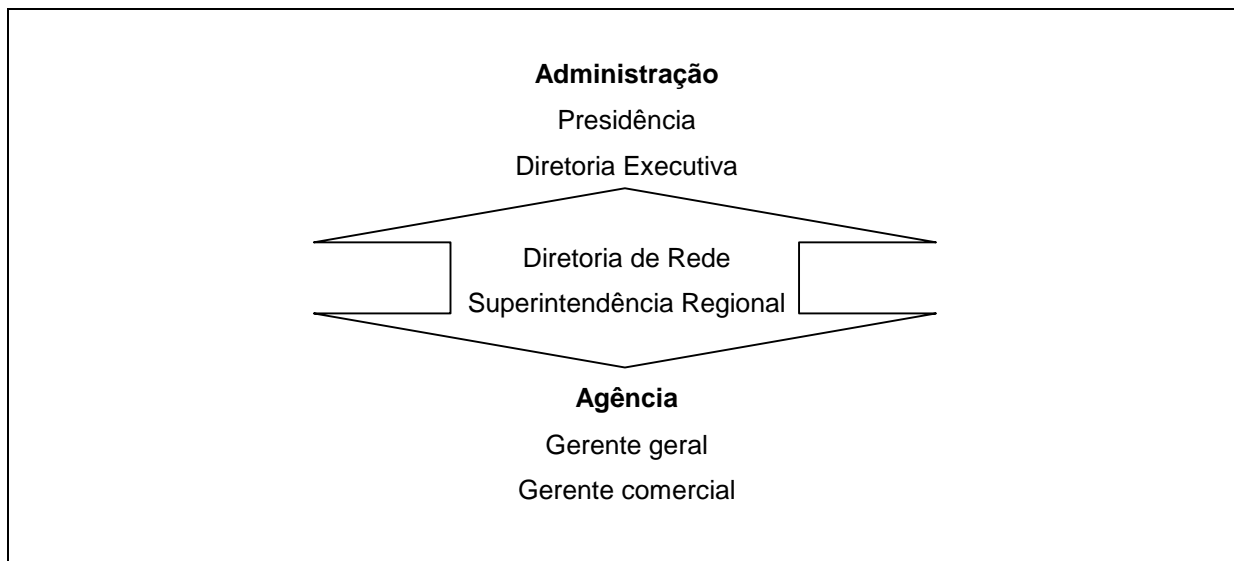 Administração
Presidência
Diretoria Executiva
Diretoria de Rede
Superintendência Regional
Agência
Gerente geral
Gerente comercial